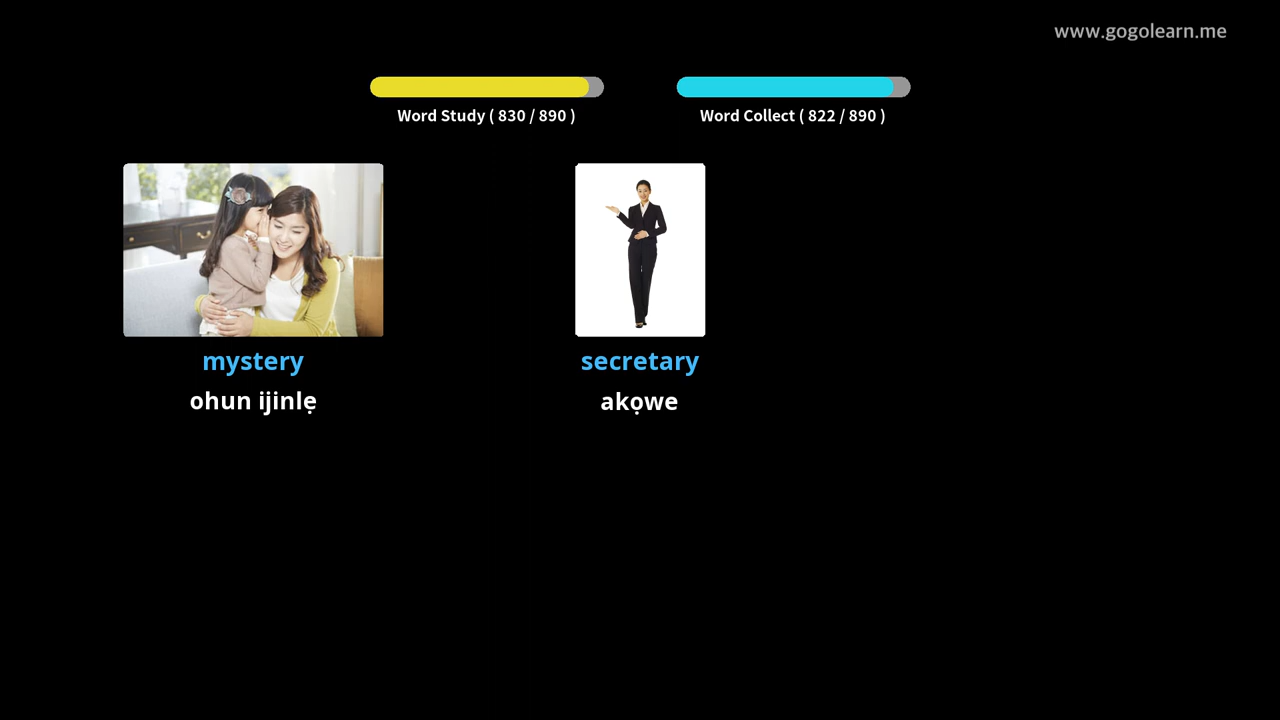 www.gogolearn.me
Word Study ( 830 / 890 )
Word Collect ( 822 / 890 )
mystery
ohun ijinlẹ
secretary
akọwe